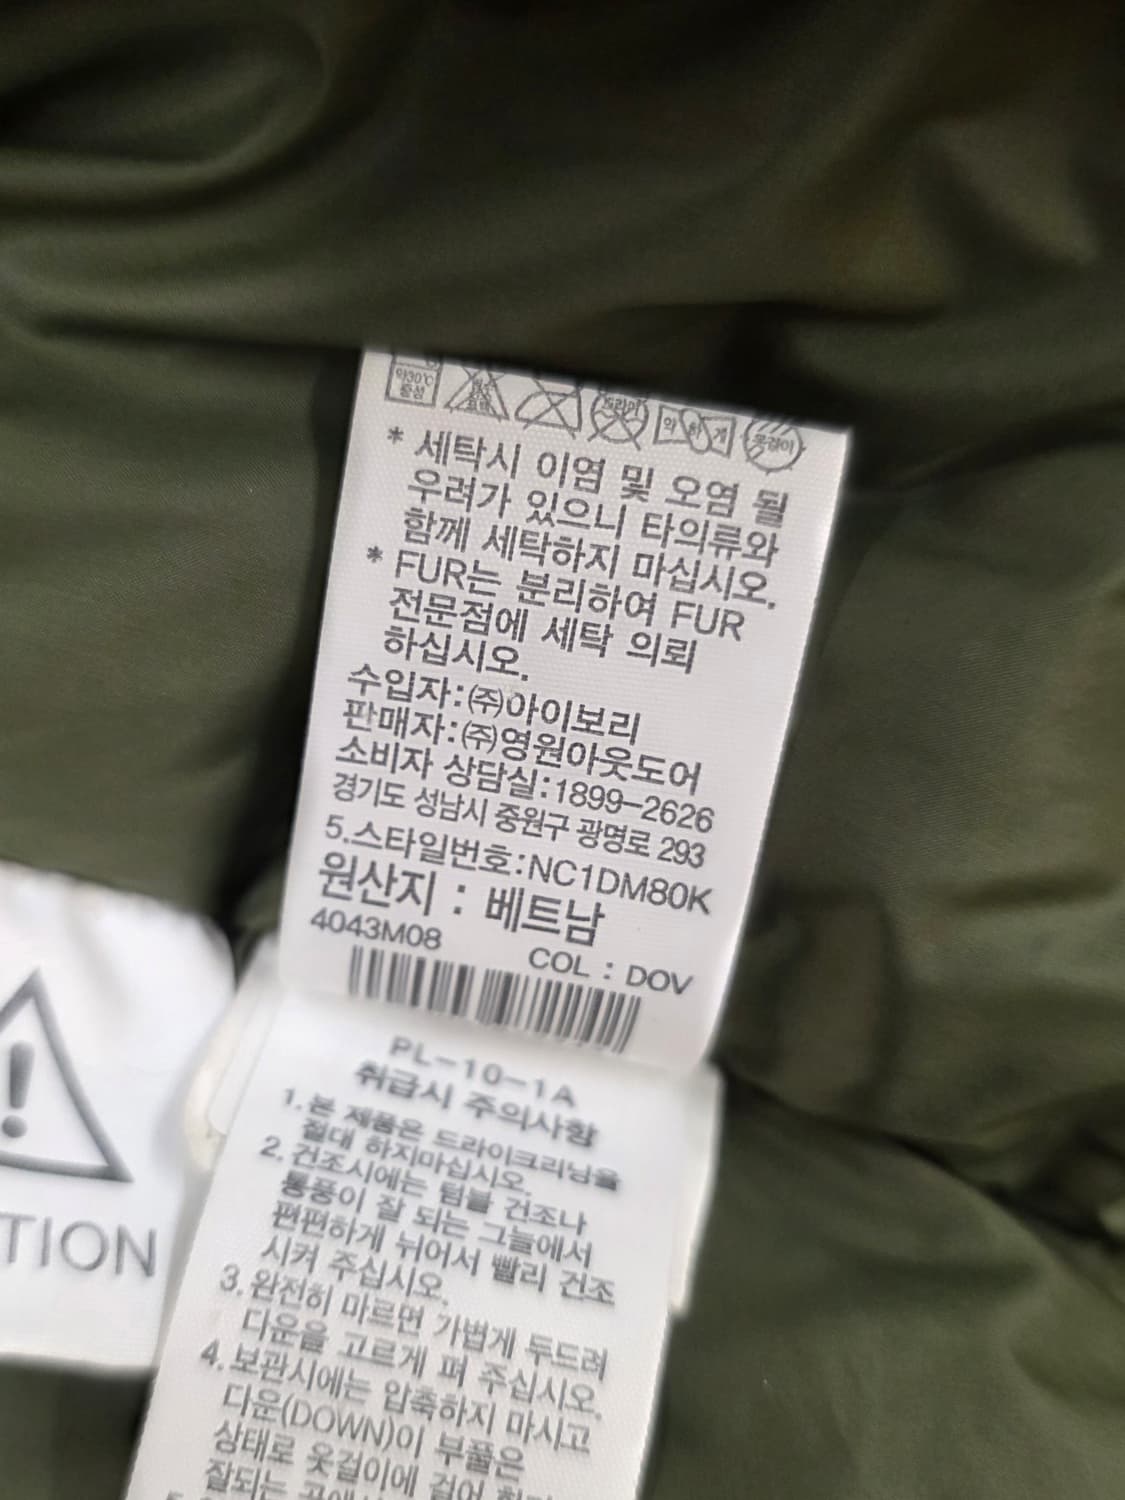 약30℃
중성
드라이
약 하 게
옷걸이
* 세탁시 이염 및 오염 될
우려가 있으니 타의류와
함께 세탁하지 마십시오.
* FUR는 분리하여 FUR
전문점에 세탁 의뢰
하십시오.
수입자:㈜아이보리
판매자:㈜영원아웃도어
소비자 상담실:1899-2626
경기도 성남시 중원구 광명로 293
5.스타일번호:NC1DM80K
원산지 : 베트남
4043M08
COL : DOV
PL-10-1A
취급시 주의사항
1.본 제품은 드라이크리닝을
절대 하지마십시오.
2.건조시에는 텀블 건조나
통풍이 잘 되는 그늘에서
편편하게 뉘어서 빨리 건조
시켜 주십시오.
3.완전히 마르면 가볍게 두드려
다운을 고르게 펴 주십시오.
4.보관시에는 압축하지 마시고
다운(DOWN)이 부풀은
상태로 옷걸이에 걸어
잘되는
TION